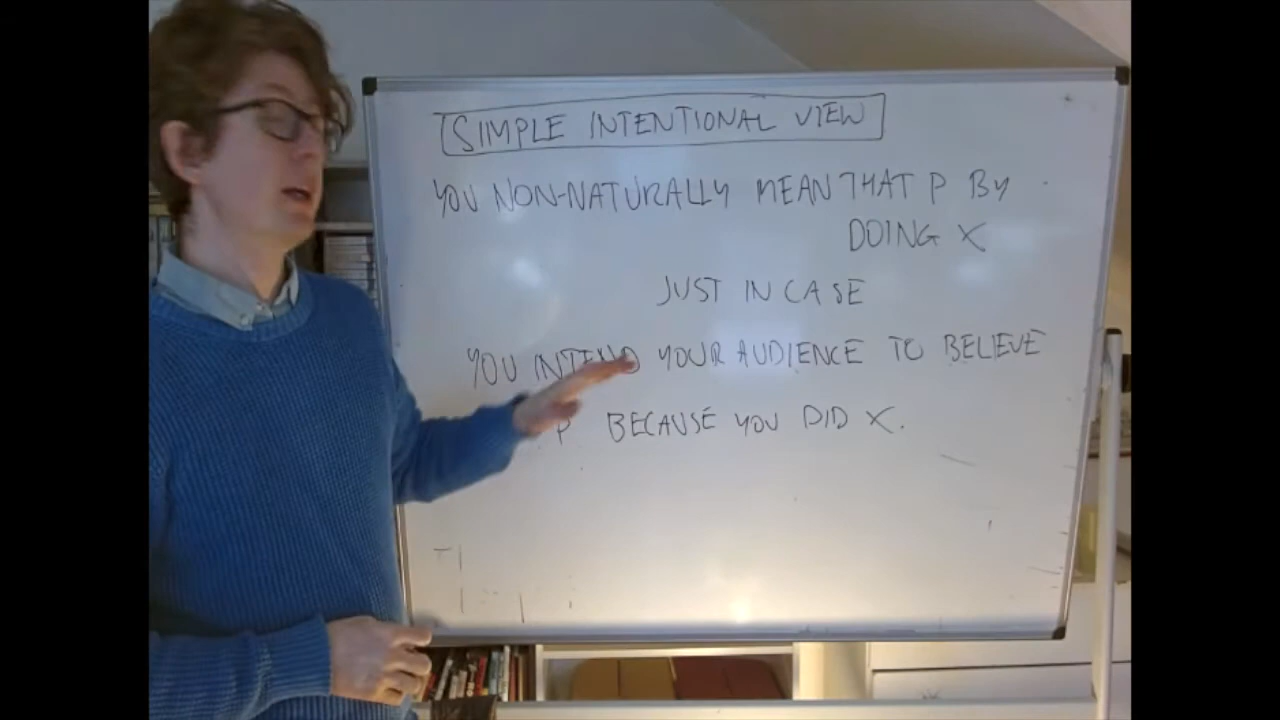 SIMPLE INTENTIONAL VIEW
YOU NON-NATURALLY MEAN THAT P BY
DOING X
JUST IN CASE
YOU INTEND YOUR AUDIENCE TO BELIEVE
P BECAUSE YOU DID X.